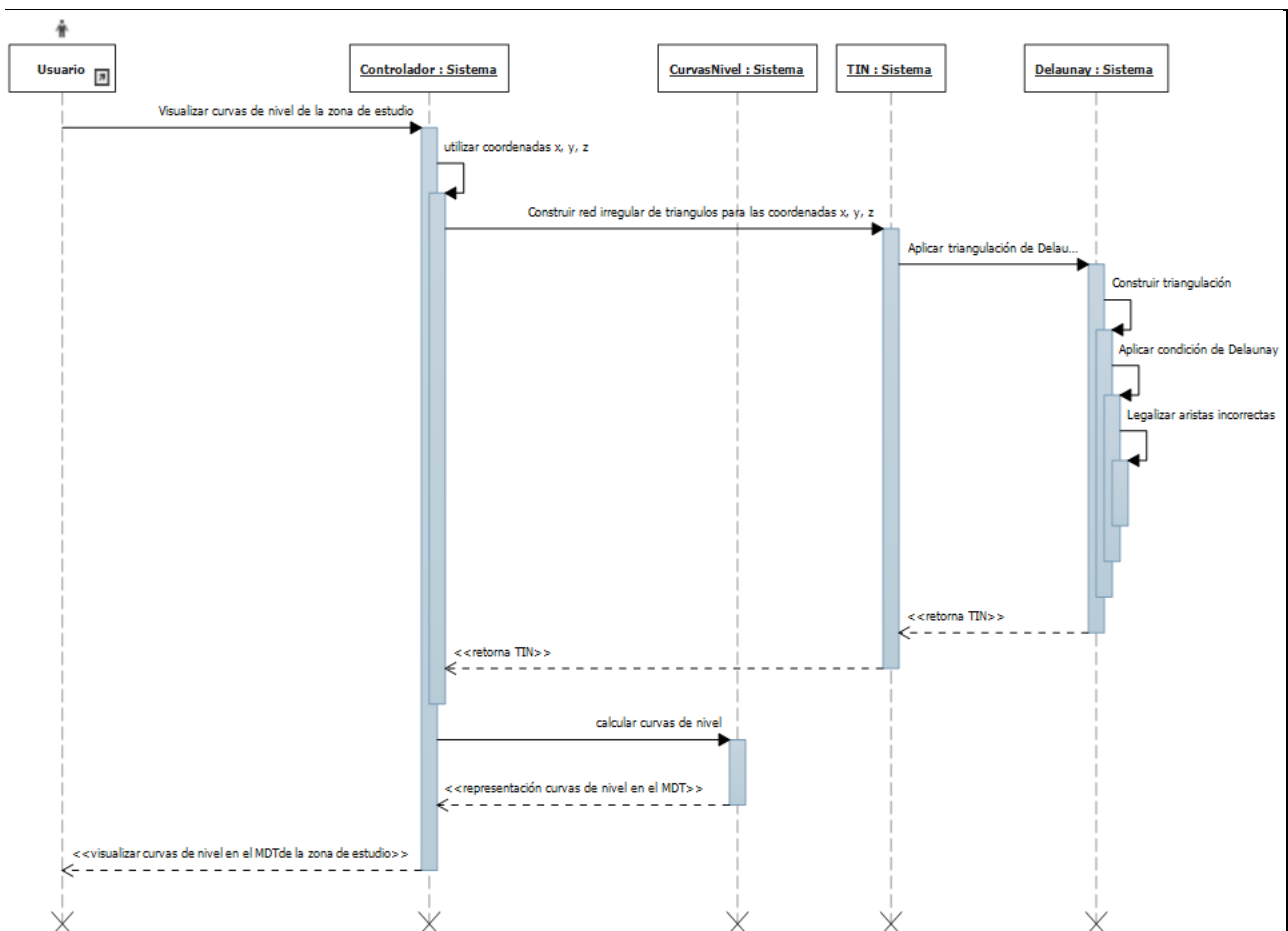 Usuario
Controlador : Sistema
CurvasNivel : Sistema
TIN : Sistema
Delaunay : Sistema
Visualizar curvas de nivel de la zona de estudio
utilizar coordenadas x, y, z
Construir red irregular de triangulos para las coordenadas x, y, z
Aplicar triangulación de Delau...
Construir triangulación
Aplicar condición de Delaunay
Legalizar aristas incorrectas
<<retorna TIN>>
<<retorna TIN>>
calcular curvas de nivel
<<representación curvas de nivel en el MDT>>
<<visualizar curvas de nivel en el MDTde la zona de estudio>>